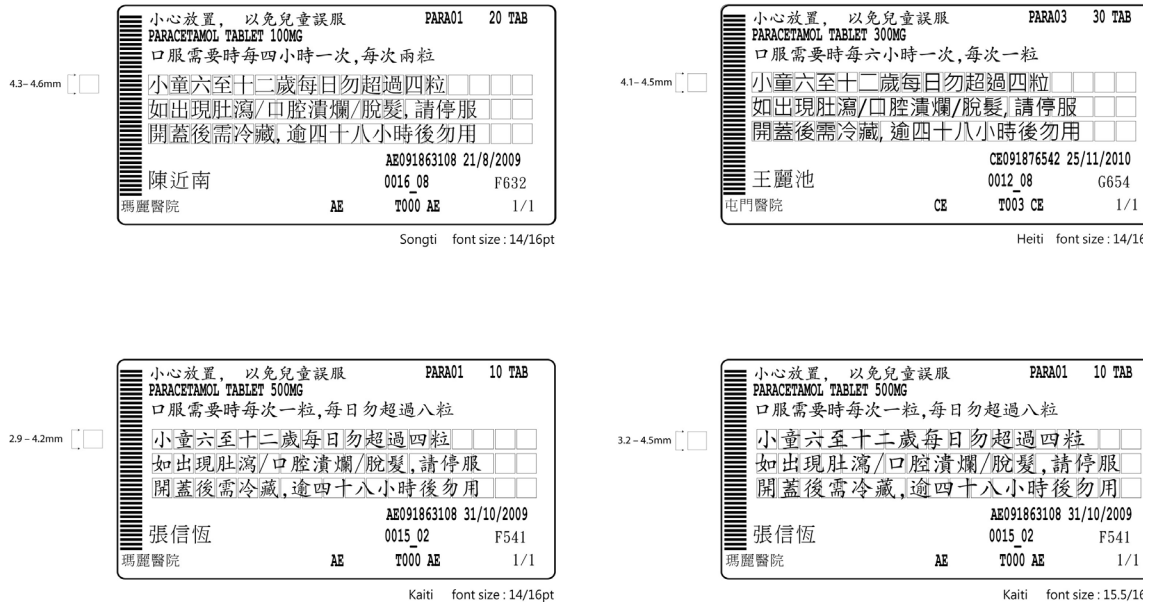 小心放置, 以免兒童誤服 PARA01 20 TAB
PARACETAMOL TABLET 100MG
口服需要時每四小時一次,每次兩粒
4.3–4.6mm
小童六至十二歲每日勿超過四粒
如出現肚瀉/口腔潰爛/脫髮,請停服
開蓋後需冷藏,逾四十八小時後勿用
AE091863108 21/8/2009
陳近南 0016_08 F632
瑪麗醫院 AE T000 AE 1/1
Songti font size : 14/16pt
小心放置, 以免兒童誤服 PARA03 30 TAB
PARACETAMOL TABLET 300MG
口服需要時每六小時一次,每次一粒
4.1–4.5mm
小童六至十二歲每日勿超過四粒
如出現肚瀉/口腔潰爛/脫髮,請停服
開蓋後需冷藏,逾四十八小時後勿用
CE091876542 25/11/2010
王麗池 0012_08 G654
屯門醫院 CE T003 CE 1/1
Heiti font size : 14/16
小心放置, 以免兒童誤服 PARA01 10 TAB
PARACETAMOL TABLET 500MG
口服需要時每次一粒,每日勿超過八粒
2.9–4.2mm
小童六至十二歲每日勿超過四粒
如出現肚瀉/口腔潰爛/脫髮,請停服
開蓋後需冷藏,逾四十八小時後勿用
AE091863108 31/10/2009
張信恆 0015_02 F541
瑪麗醫院 AE T000 AE 1/1
Kaiti font size : 14/16pt
小心放置, 以免兒童誤服 PARA01 10 TAB
PARACETAMOL TABLET 500MG
口服需要時每次一粒,每日勿超過八粒
3.2–4.5mm
小童六至十二歲每日勿超過四粒
如出現肚瀉/口腔潰爛/脫髮,請停服
開蓋後需冷藏,逾四十八小時後勿用
AE091863108 31/10/2009
張信恆 0015_02 F541
瑪麗醫院 AE T000 AE 1/1
Kaiti font size : 15.5/16